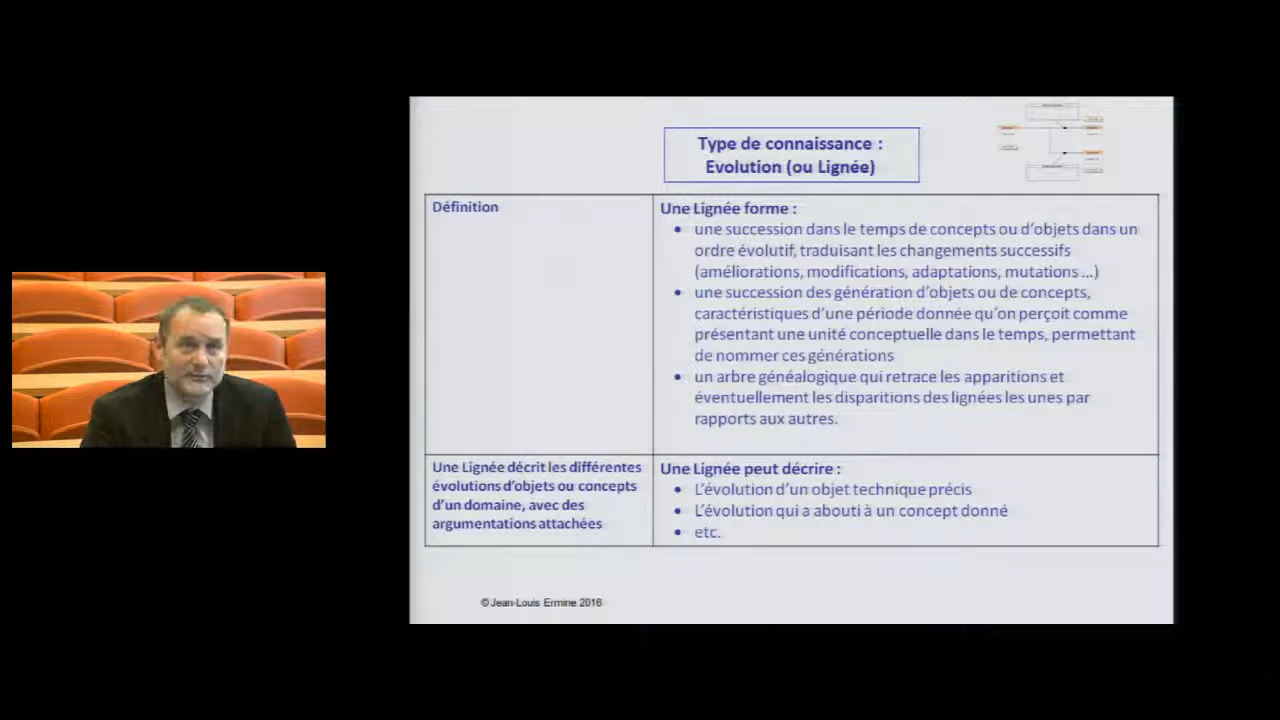 Type de connaissance :
Evolution (ou Lignée)
Définition
Une Lignée forme :
• une succession dans le temps de concepts ou d'objets dans un
ordre évolutif, traduisant les changements successifs
(améliorations, modifications, adaptations, mutations ...)
• une succession des génération d'objets ou de concepts,
caractéristiques d'une période donnée qu'on perçoit comme
présentant une unité conceptuelle dans le temps, permettant
de nommer ces générations
• un arbre généalogique qui retrace les apparitions et
éventuellement les disparitions des lignées les unes par
rapports aux autres.
Une Lignée décrit les différentes
évolutions d'objets ou concepts
d'un domaine, avec des
argumentations attachées
Une Lignée peut décrire :
• L'évolution d'un objet technique précis
• L'évolution qui a abouti à un concept donné
• etc.
© Jean-Louis Ermine 2016